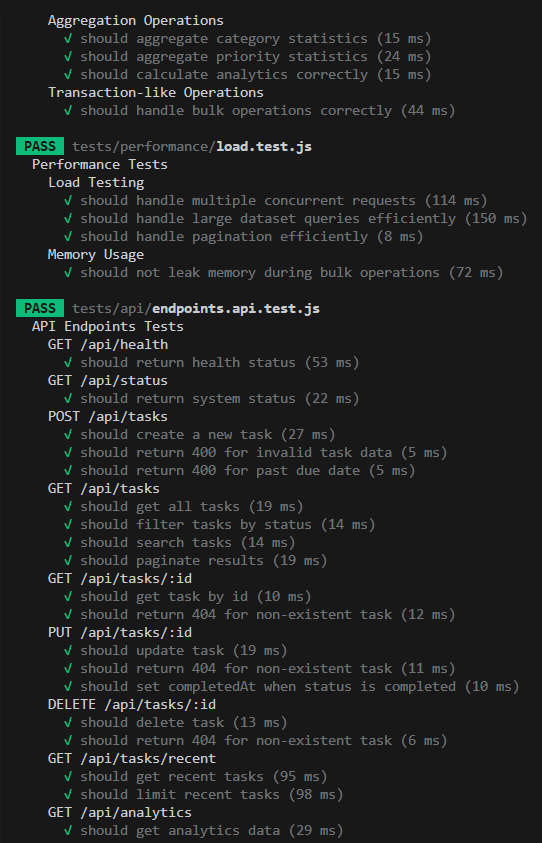 Aggregation Operations
√ should aggregate category statistics (15 ms)
√ should aggregate priority statistics (24 ms)
√ should calculate analytics correctly (15 ms)
Transaction-like Operations
√ should handle bulk operations correctly (44 ms)
PASS tests/performance/load.test.js
Performance Tests
Load Testing
√ should handle multiple concurrent requests (114 ms)
√ should handle large dataset queries efficiently (150 ms)
√ should handle pagination efficiently (8 ms)
Memory Usage
√ should not leak memory during bulk operations (72 ms)
PASS tests/api/endpoints.api.test.js
API Endpoints Tests
GET /api/health
√ should return health status (53 ms)
GET /api/status
√ should return system status (22 ms)
POST /api/tasks
√ should create a new task (27 ms)
√ should return 400 for invalid task data (5 ms)
√ should return 400 for past due date (5 ms)
GET /api/tasks
√ should get all tasks (19 ms)
√ should filter tasks by status (14 ms)
√ should search tasks (14 ms)
√ should paginate results (19 ms)
GET /api/tasks/:id
√ should get task by id (10 ms)
√ should return 404 for non-existent task (12 ms)
PUT /api/tasks/:id
√ should update task (19 ms)
√ should return 404 for non-existent task (11 ms)
√ should set completedAt when status is completed (10 ms)
DELETE /api/tasks/:id
√ should delete task (13 ms)
√ should return 404 for non-existent task (6 ms)
GET /api/tasks/recent
√ should get recent tasks (95 ms)
√ should limit recent tasks (98 ms)
GET /api/analytics
√ should get analytics data (29 ms)